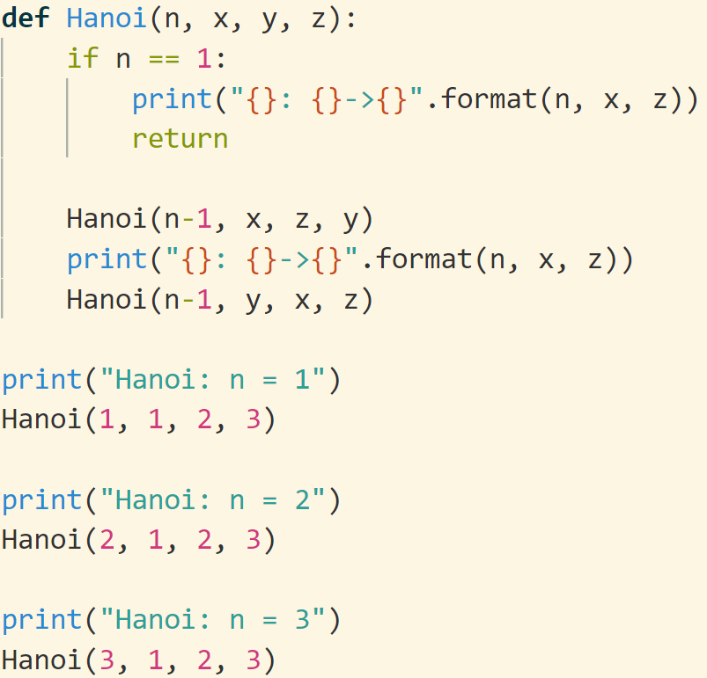 def Hanoi(n, x, y, z):
    if n == 1:
        print("{}: {}->{}".format(n, x, z))
        return

    Hanoi(n-1, x, z, y)
    print("{}: {}->{}".format(n, x, z))
    Hanoi(n-1, y, x, z)

print("Hanoi: n = 1")
Hanoi(1, 1, 2, 3)

print("Hanoi: n = 2")
Hanoi(2, 1, 2, 3)

print("Hanoi: n = 3")
Hanoi(3, 1, 2, 3)